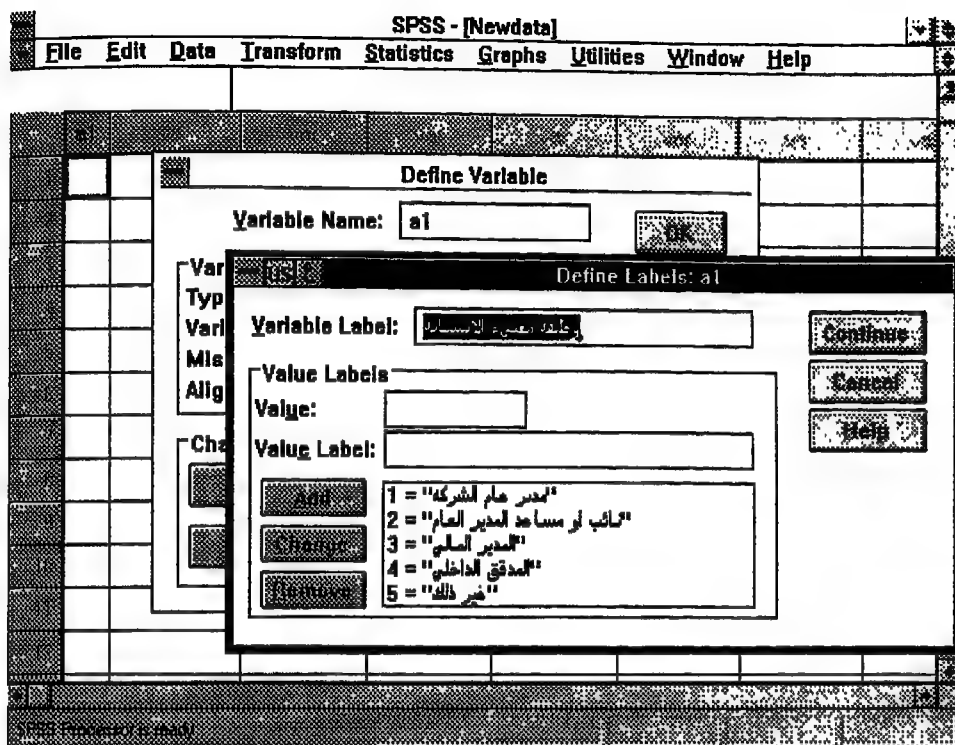 SPSS - [Newdata]
File Edit Data Transform Statistics Graphs Utilities Window Help
Define Variable
Variable Name: a1
OK
Var
Define Labels: a1
Typ
Vari
Mis
Alig
Variable Label:
Continue
Value Labels
Cancel
Value:
Help
Cha
Value Label:
Add
1 = "مدير عام الشركة"
2 = "نائب او مساعد المدير العام"
Change
3 = "المدير المالي"
4 = "المدقق الداخلي"
Remove
5 = "غير ذلك"
SPSS Processor is ready